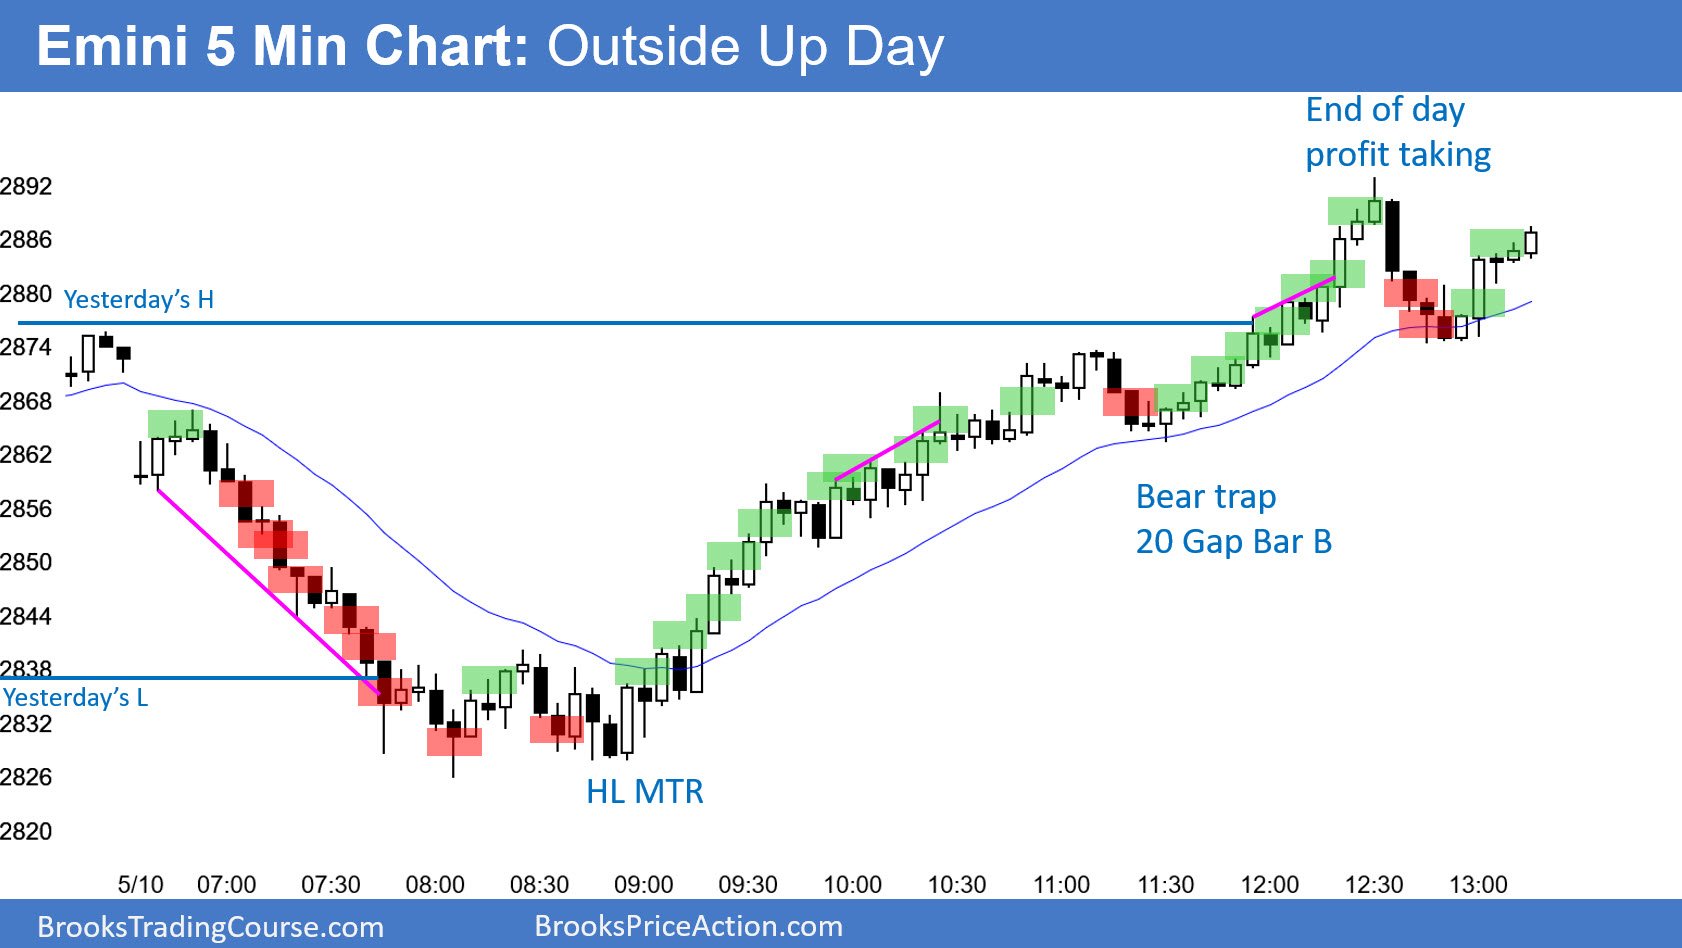 Emini 5 Min Chart: Outside Up Day
End of day
profit taking
2892
2886
2880
Yesterday's H
2874
2868
2862
2856
Bear trap
20 Gap Bar B
2850
2844
2838
Yesterday's L
2832
2826
HL MTR
2820
5/10 07:00 07:30 08:00 08:30 09:00 09:30 10:00 10:30 11:00 11:30 12:00 12:30 13:00
BrooksTradingCourse.com BrooksPriceAction.com